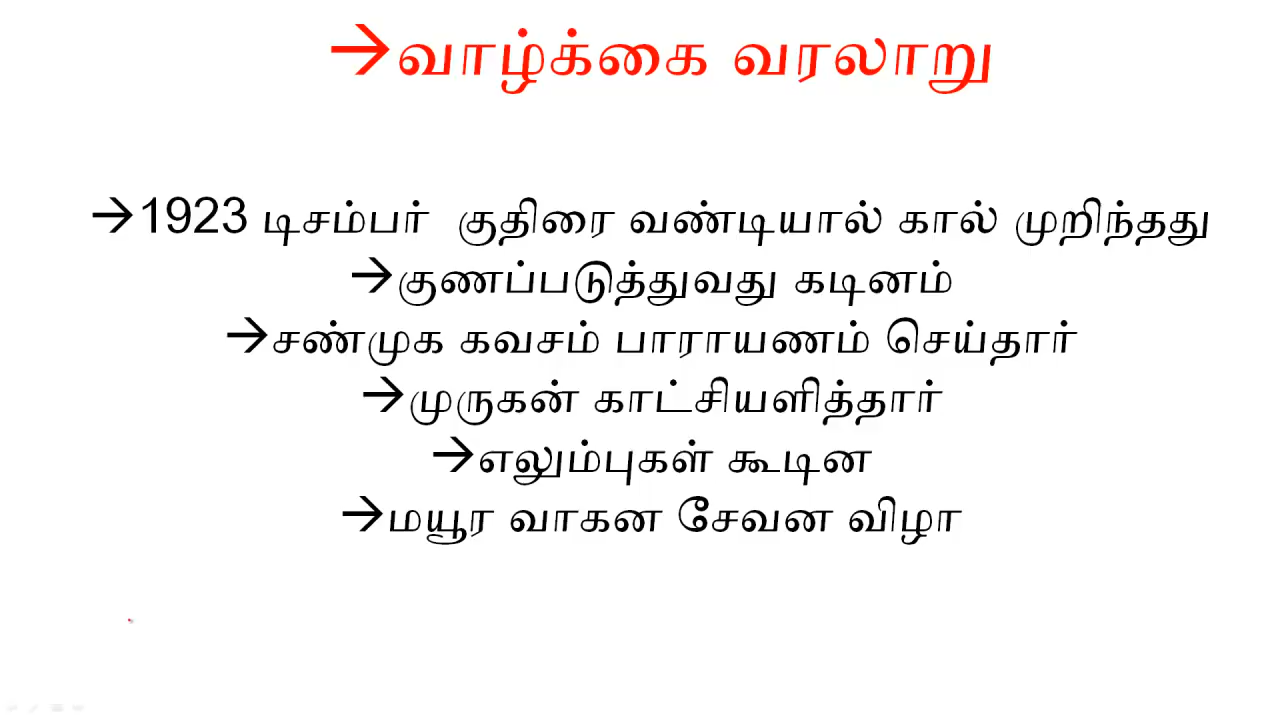 →வாழ்க்கை வரலாறு
→1923 டிசம்பர் குதிரை வண்டியால் கால் முறிந்தது
→குணப்படுத்துவது கடினம்
→சண்முக கவசம் பாராயணம் செய்தார்
→முருகன் காட்சியளித்தார்
→எலும்புகள் கூடின
→மயூர வாகன சேவன விழா